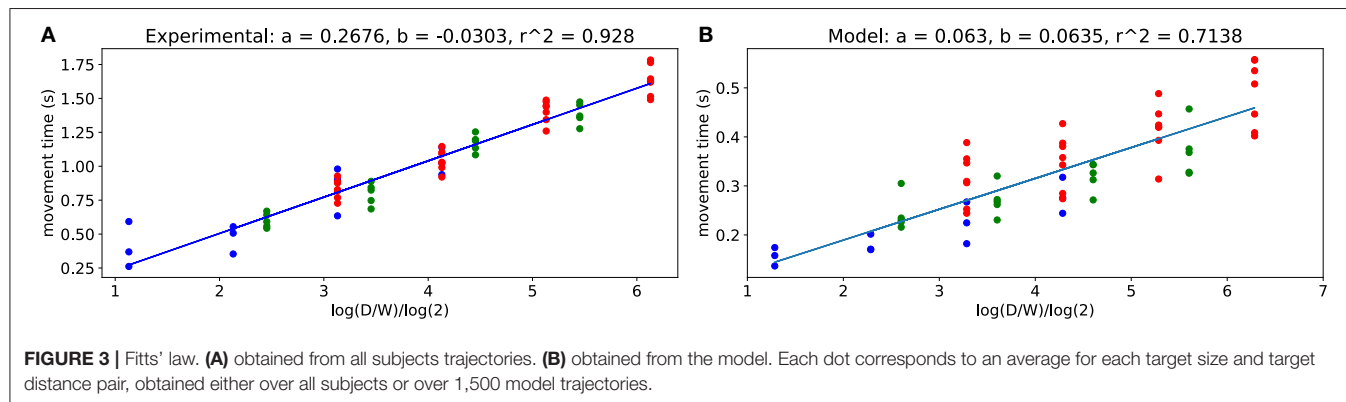 A
Experimental: a = 0.2676, b = -0.0303, r^2 = 0.928
movement time (s)
1.75
1.50
1.25
1.00
0.75
0.50
0.25
1 2 3 4 5 6
log(D/W)/log(2)
B
Model: a = 0.063, b = 0.0635, r^2 = 0.7138
movement time (s)
0.5
0.4
0.3
0.2
1 2 3 4 5 6 7
log(D/W)/log(2)
FIGURE 3 | Fitts' law. (A) obtained from all subjects trajectories. (B) obtained from the model. Each dot corresponds to an average for each target size and target
distance pair, obtained either over all subjects or over 1,500 model trajectories.